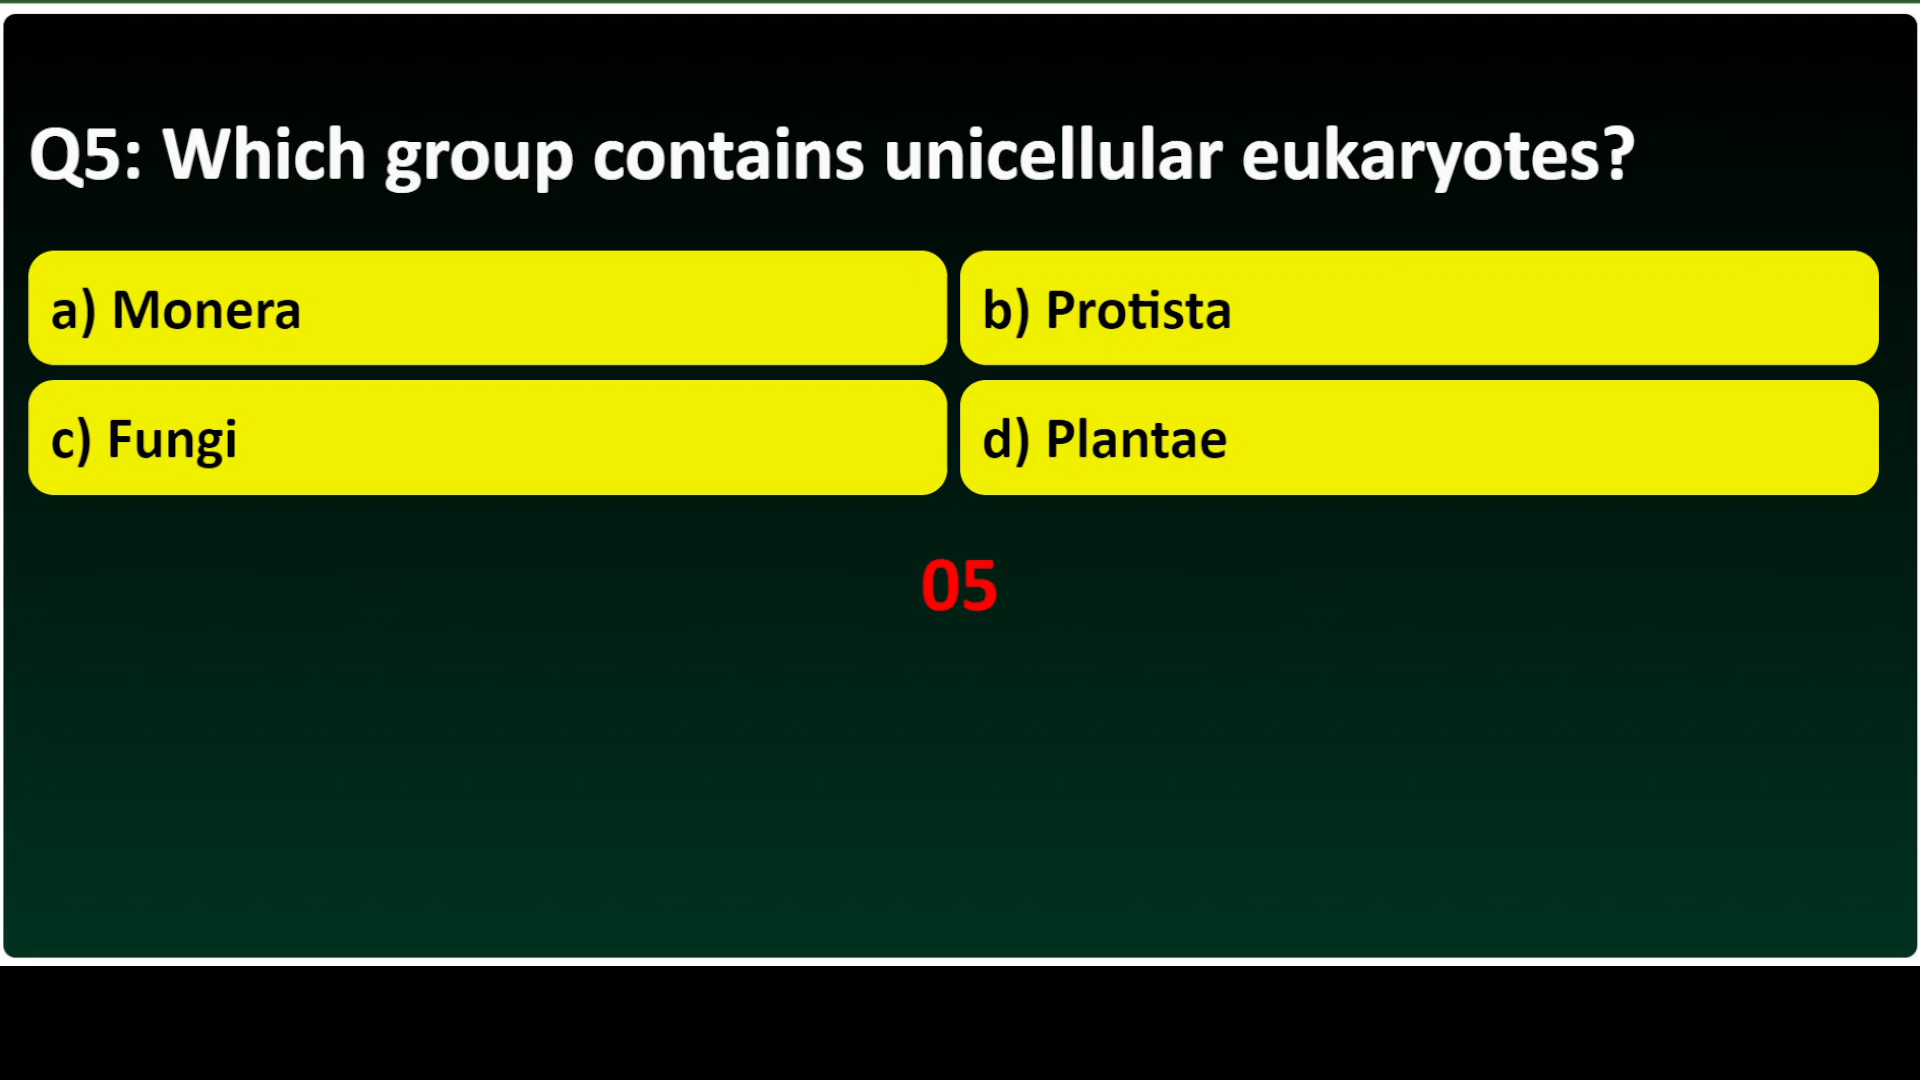 Q5: Which group contains unicellular eukaryotes?
a) Monera
b) Protista
c) Fungi
d) Plantae
05